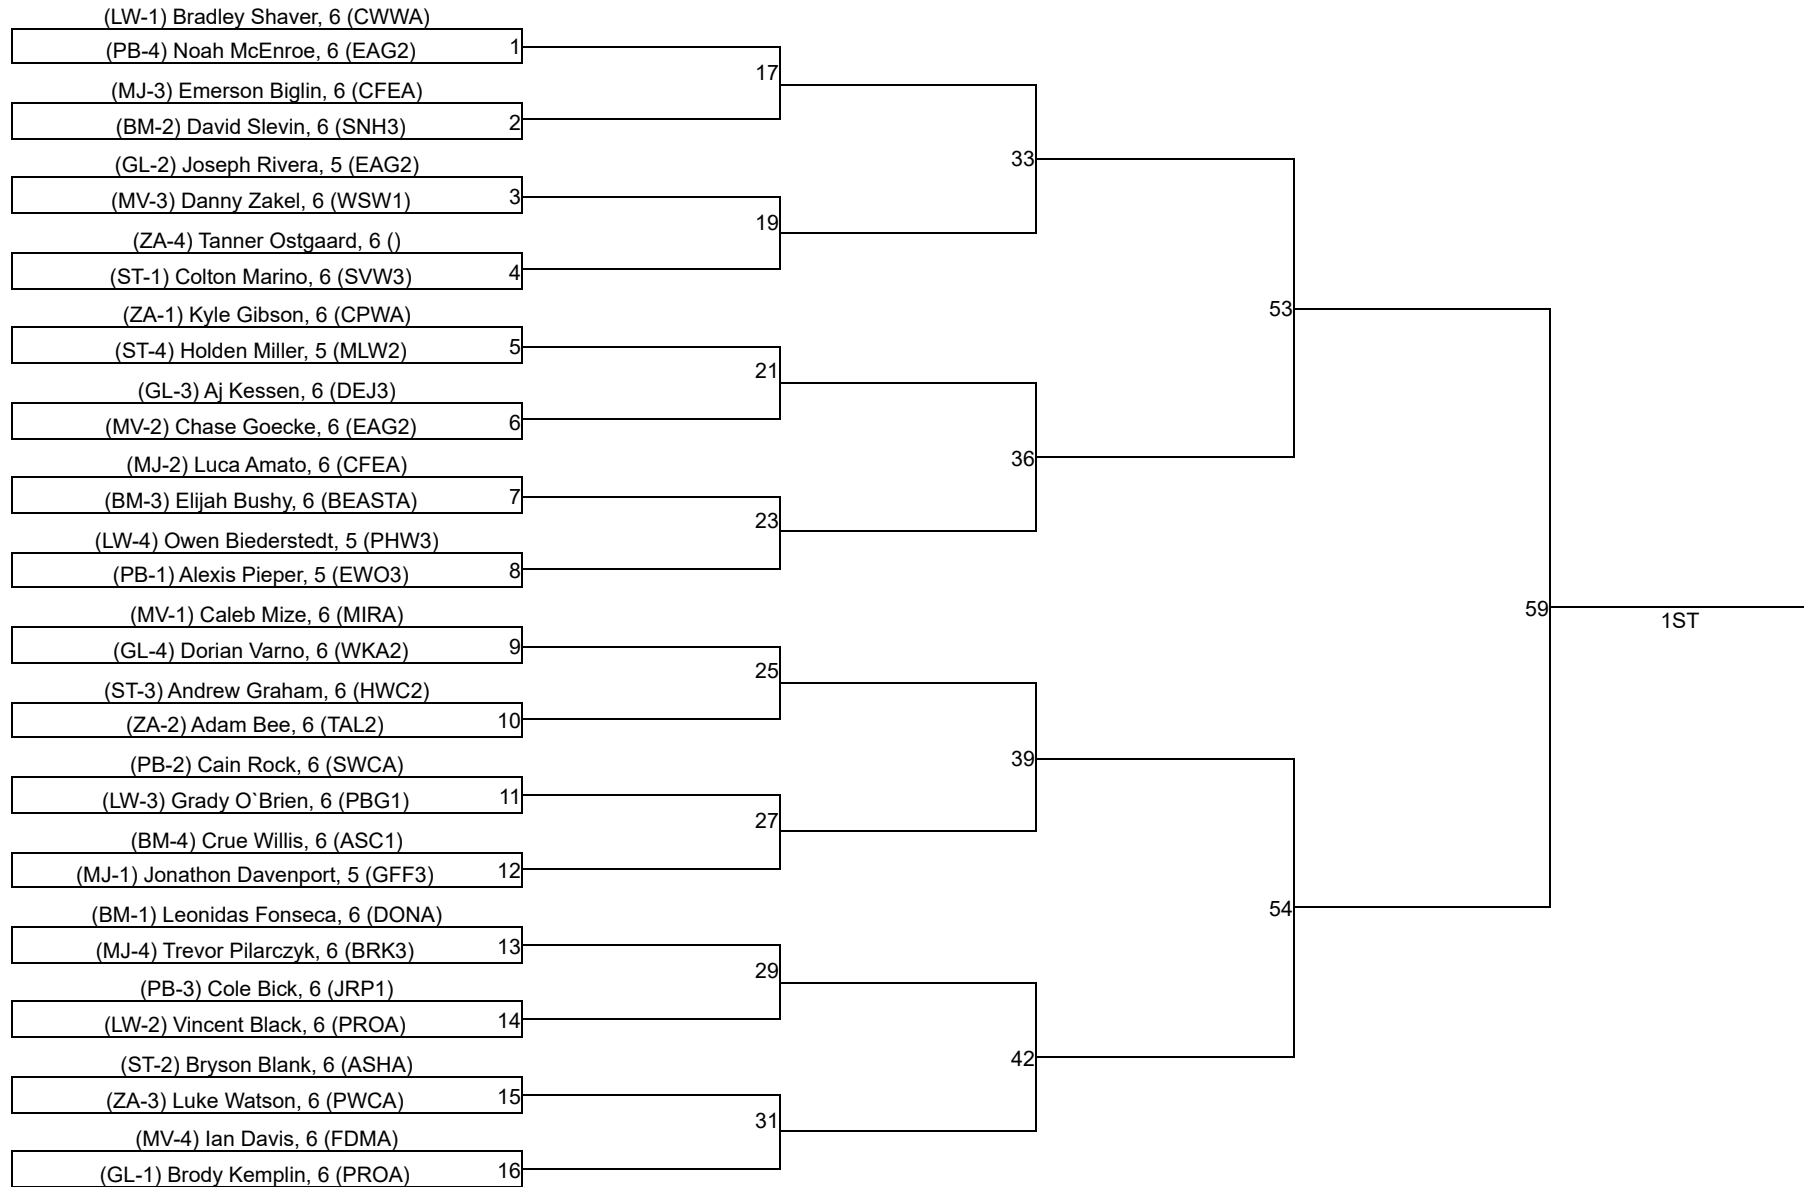 (LW-1) Bradley Shaver, 6 (CWWA)
(PB-4) Noah McEnroe, 6 (EAG2)
1
17
(MJ-3) Emerson Biglin, 6 (CFEA)
(BM-2) David Slevin, 6 (SNH3)
2
33
(GL-2) Joseph Rivera, 5 (EAG2)
(MV-3) Danny Zakel, 6 (WSW1)
3
19
(ZA-4) Tanner Ostgaard, 6 ()
(ST-1) Colton Marino, 6 (SVW3)
4
53
(ZA-1) Kyle Gibson, 6 (CPWA)
(ST-4) Holden Miller, 5 (MLW2)
5
21
(GL-3) Aj Kessen, 6 (DEJ3)
(MV-2) Chase Goecke, 6 (EAG2)
6
36
(MJ-2) Luca Amato, 6 (CFEA)
(BM-3) Elijah Bushy, 6 (BEASTA)
7
23
(LW-4) Owen Biederstedt, 5 (PHW3)
(PB-1) Alexis Pieper, 5 (EWO3)
8
59
1ST
(MV-1) Caleb Mize, 6 (MIRA)
(GL-4) Dorian Varno, 6 (WKA2)
9
25
(ST-3) Andrew Graham, 6 (HWC2)
(ZA-2) Adam Bee, 6 (TAL2)
10
39
(PB-2) Cain Rock, 6 (SWCA)
(LW-3) Grady O`Brien, 6 (PBG1)
11
27
(BM-4) Crue Willis, 6 (ASC1)
(MJ-1) Jonathon Davenport, 5 (GFF3)
12
54
(BM-1) Leonidas Fonseca, 6 (DONA)
(MJ-4) Trevor Pilarczyk, 6 (BRK3)
13
29
(PB-3) Cole Bick, 6 (JRP1)
(LW-2) Vincent Black, 6 (PROA)
14
42
(ST-2) Bryson Blank, 6 (ASHA)
(ZA-3) Luke Watson, 6 (PWCA)
15
31
(MV-4) Ian Davis, 6 (FDMA)
(GL-1) Brody Kemplin, 6 (PROA)
16